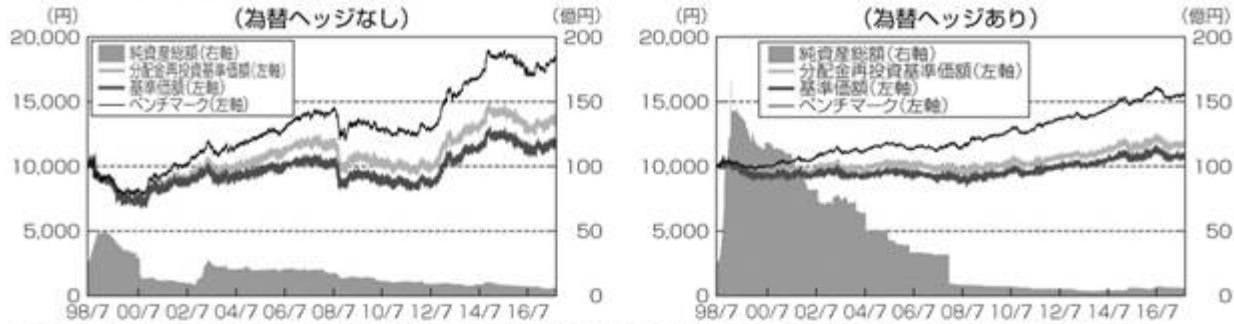 (円) (為替ヘッジなし) (億円)
20,000 200
純資産総額(右軸)
分配金再投資基準価額(左軸)
基準価額(左軸)
ベンチマーク(左軸)
15,000 150
10,000 100
5,000 50
0 0
98/7 00/7 02/7 04/7 06/7 08/7 10/7 12/7 14/7 16/7
(円) (為替ヘッジあり) (億円)
20,000 200
純資産総額(右軸)
分配金再投資基準価額(左軸)
基準価額(左軸)
ベンチマーク(左軸)
15,000 150
10,000 100
5,000 50
0 0
98/7 00/7 02/7 04/7 06/7 08/7 10/7 12/7 14/7 16/7